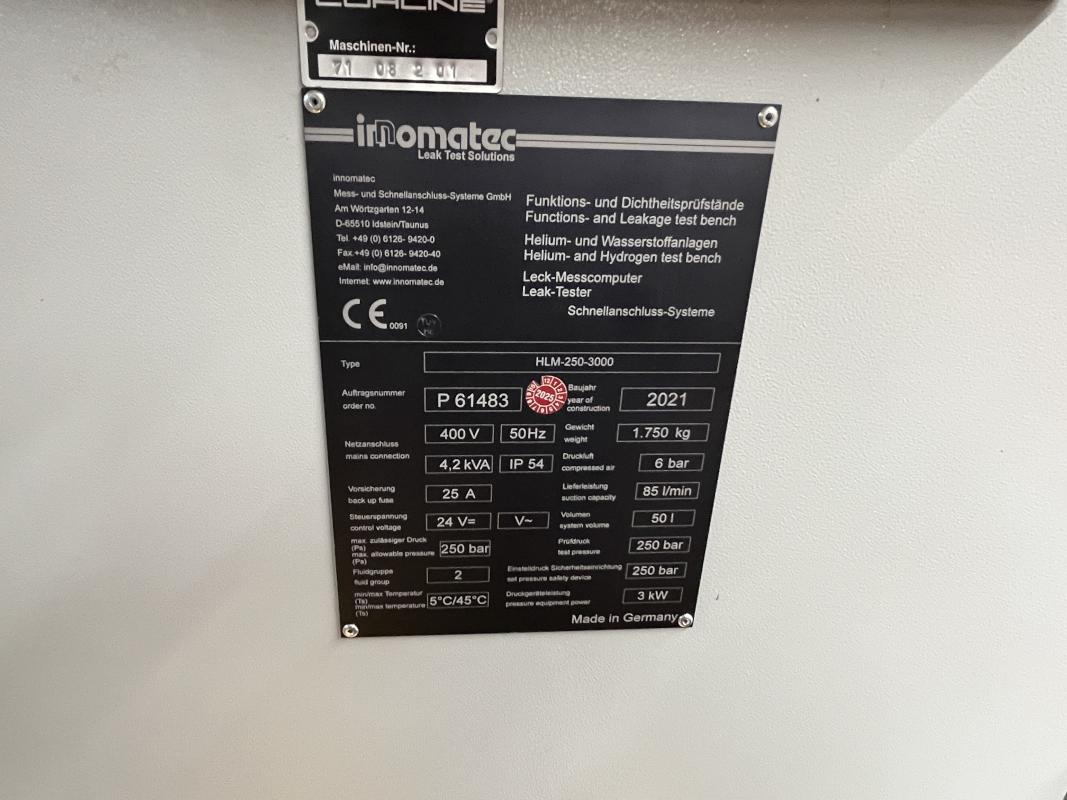 Maschinen-Nr.:
71 08 2 01
innomatec
Leak Test Solutions
innomatec
Mess- und Schnellanschluss-Systeme GmbH
Am Wörtzgarten 12-14
D-65510 Idstein/Taunus
Tel. +49 (0) 6126- 9420-0
Fax.+49 (0) 6126- 9420-40
eMail: info@innomatec.de
Internet: www.innomatec.de
CE 0091
Funktions- und Dichtheitsprüfstände
Functions- and Leakage test bench
Helium- und Wasserstoffanlagen
Helium- and Hydrogen test bench
Leck-Messcomputer
Leak-Tester
Schnellanschluss-Systeme
Type HLM-250-3000
Auftragsnummer
order no.
P 61483
2025
Baujahr
year of
construction
2021
Netzanschluss
mains connection
400 V 50Hz
4,2 kVA IP 54
Gewicht
weight
1.750 kg
Druckluft
compressed air
6 bar
Vorsicherung
back up fuse
25 A
Lieferleistung
suction capacity
85 l/min
Steuerspannung
control voltage
24 V= V~
Volumen
system volume
50 l
max. zulässiger Druck
(Pa)
max. allowable pressure
(Pa)
250 bar
Prüfdruck
test pressure
250 bar
Fluidgruppe
fluid group
2
Einstelldruck Sicherheitseinrichtung
set pressure safety device
250 bar
min/max Temperatur
(Ts)
min/max temperature
(Ts)
5°C/45°C
Druckgeräteleistung
pressure equipment power
3 kW
Made in Germany